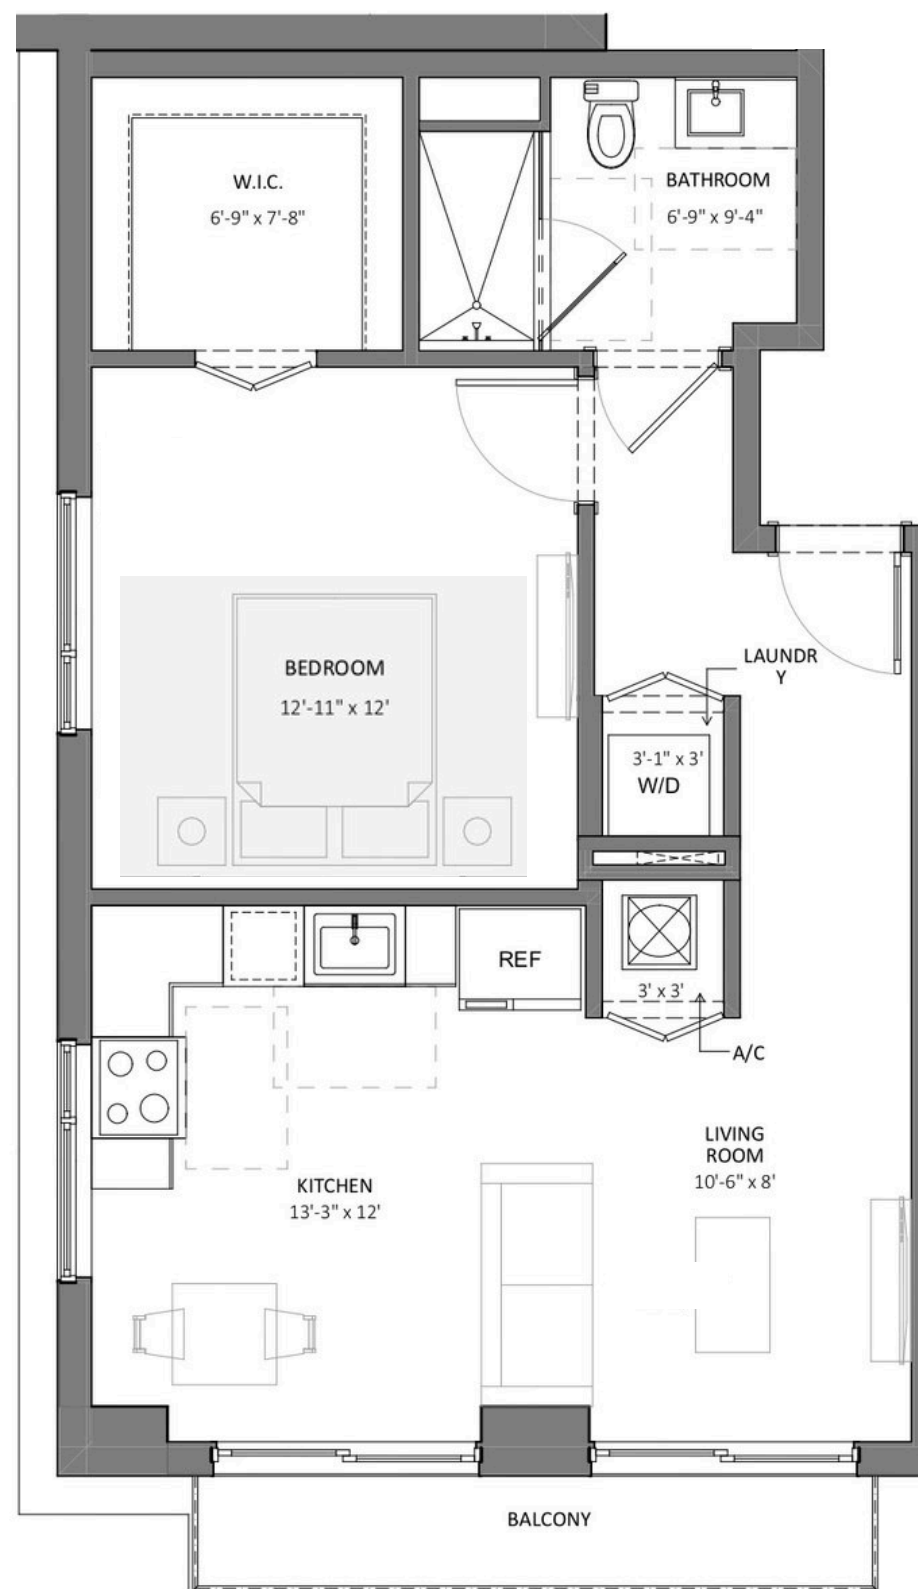 W.I.C.
6'-9" x 7'-8"
BATHROOM
6'-9" x 9'-4"
BEDROOM
12'-11" x 12'
LAUNDR
Y
3'-1" x 3'
W/D
REF
3' x 3'
A/C
LIVING
ROOM
10'-6" x 8'
KITCHEN
13'-3" x 12'
BALCONY